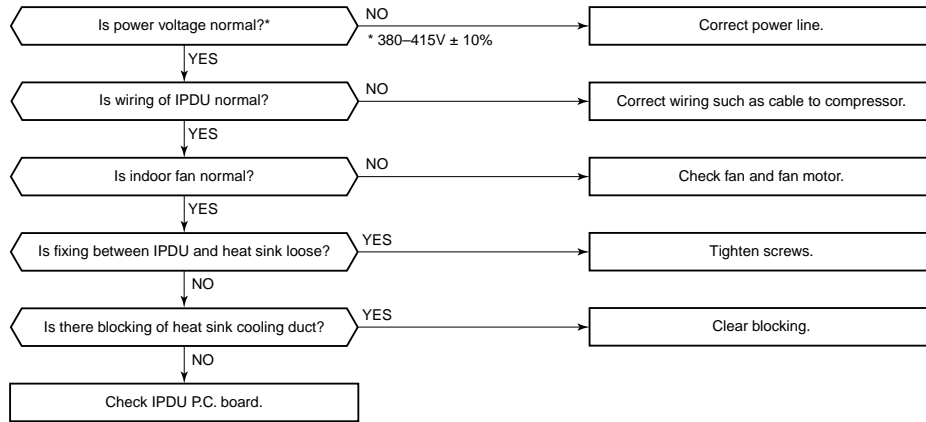 Is power voltage normal?*
NO
* 380–415V ± 10%
Correct power line.
YES
Is wiring of IPDU normal?
NO
Correct wiring such as cable to compressor.
YES
Is indoor fan normal?
NO
Check fan and fan motor.
YES
Is fixing between IPDU and heat sink loose?
YES
Tighten screws.
NO
Is there blocking of heat sink cooling duct?
YES
Clear blocking.
NO
Check IPDU P.C. board.